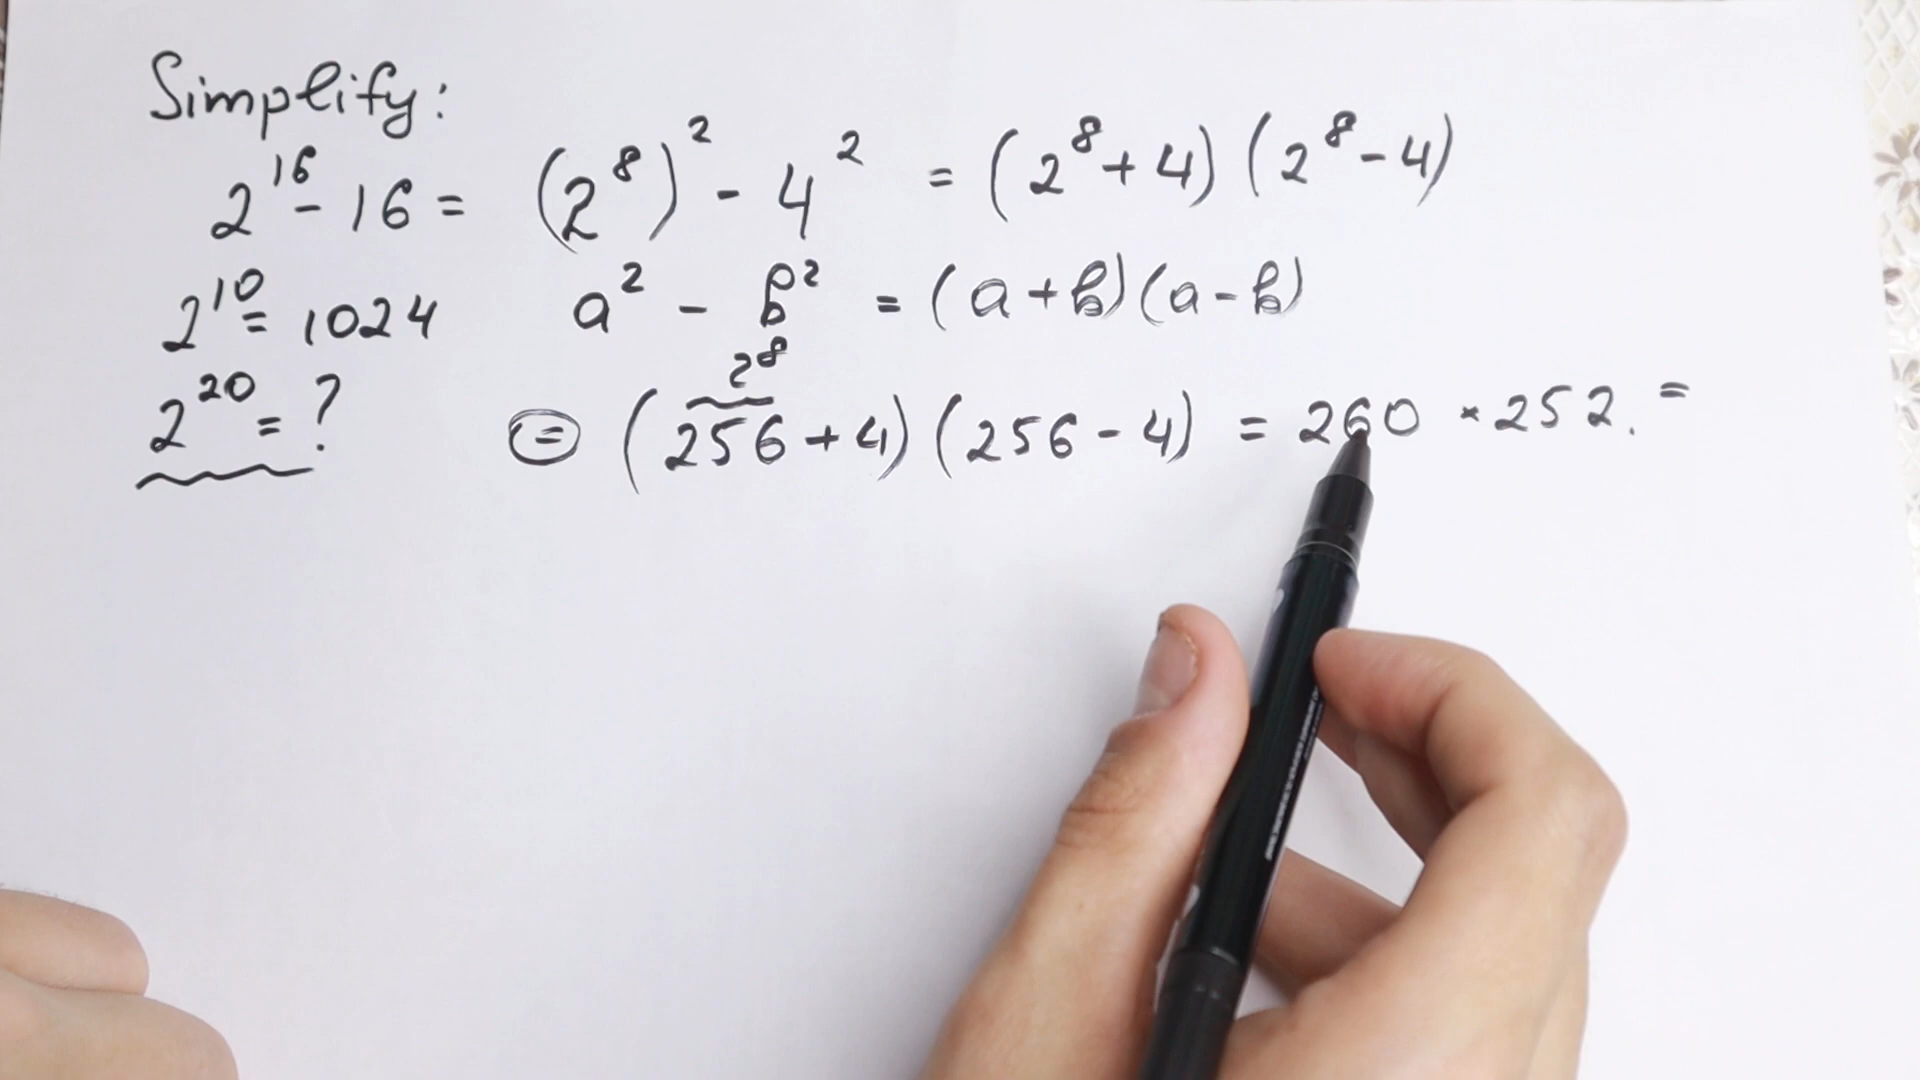 Simplify:
2^16 - 16 = (2^8)^2 - 4^2 = (2^8 + 4) (2^8 - 4)
2^10 = 1024 a^2 - b^2 = (a + b) (a - b)
2^8
2^20 = ? (=) (256 + 4) (256 - 4) = 260 × 252. =